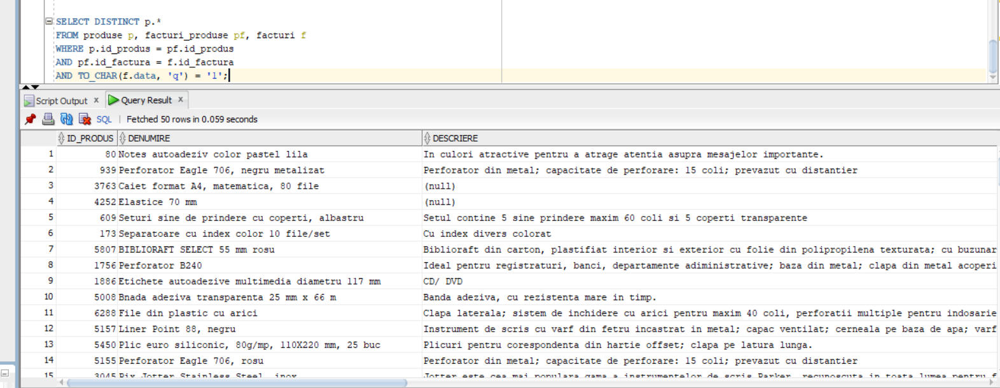 SELECT DISTINCT p.*
FROM produse p, facturi_produse pf, facturi f
WHERE p.id_produs = pf.id_produs
AND pf.id_factura = f.id_factura
AND TO_CHAR(f.data, 'q') = '1';
Script Output x Query Result x
SQL | Fetched 50 rows in 0.059 seconds
ID_PRODUS DENUMIRE DESCRIERE
1 80 Notes autoadeziv color pastel lila In culori atractive pentru a atrage atentia asupra mesajelor importante.
2 939 Perforator Eagle 706, negru metalizat Perforator din metal; capacitate de perforare: 15 coli; prevazut cu distantier
3 3763 Caiet format A4, matematica, 80 file (null)
4 4252 Elastice 70 mm (null)
5 609 Seturi sine de prindere cu coperti, albastru Setul contine 5 sine prindere maxim 60 coli si 5 coperti transparente
6 173 Separatoare cu index color 10 file/set Cu index divers colorat
7 5807 BIBLIORAFT SELECT 55 mm rosu Biblioraft din carton, plastifiat interior si exterior cu folie din polipropilena texturata; cu buzunar
8 1756 Perforator B240 Ideal pentru registraturi, banci, departamente adiministrative; baza din metal; clapa din metal acoperi
9 1886 Etichete autoadezive multimedia diametru 117 mm CD/ DVD
10 5008 Bnada adeziva transparenta 25 mm x 66 m Banda adeziva, cu rezistenta mare in timp.
11 6288 File din plastic cu arici Clapa laterala; sistem de inchidere cu arici pentru maxim 40 coli, perforatii multiple pentru indosarie
12 5157 Liner Point 88, negru Instrument de scris cu varf din fetru incastrat in metal; capac ventilat; cerneala pe baza de apa; varf
13 5450 Plic euro siliconic, 80g/mp, 110X220 mm, 25 buc Plicuri pentru corespondenta din hartie offset; clapa pe latura lunga.
14 5155 Perforator Eagle 706, rosu Perforator din metal; capacitate de perforare: 15 coli; prevazut cu distantier
15 3045 Pix Jotter Stainless Steel, inox Jotter este cea mai populara gama a instrumentelor de scris Parker, recunoscuta in toata lumea pentru f